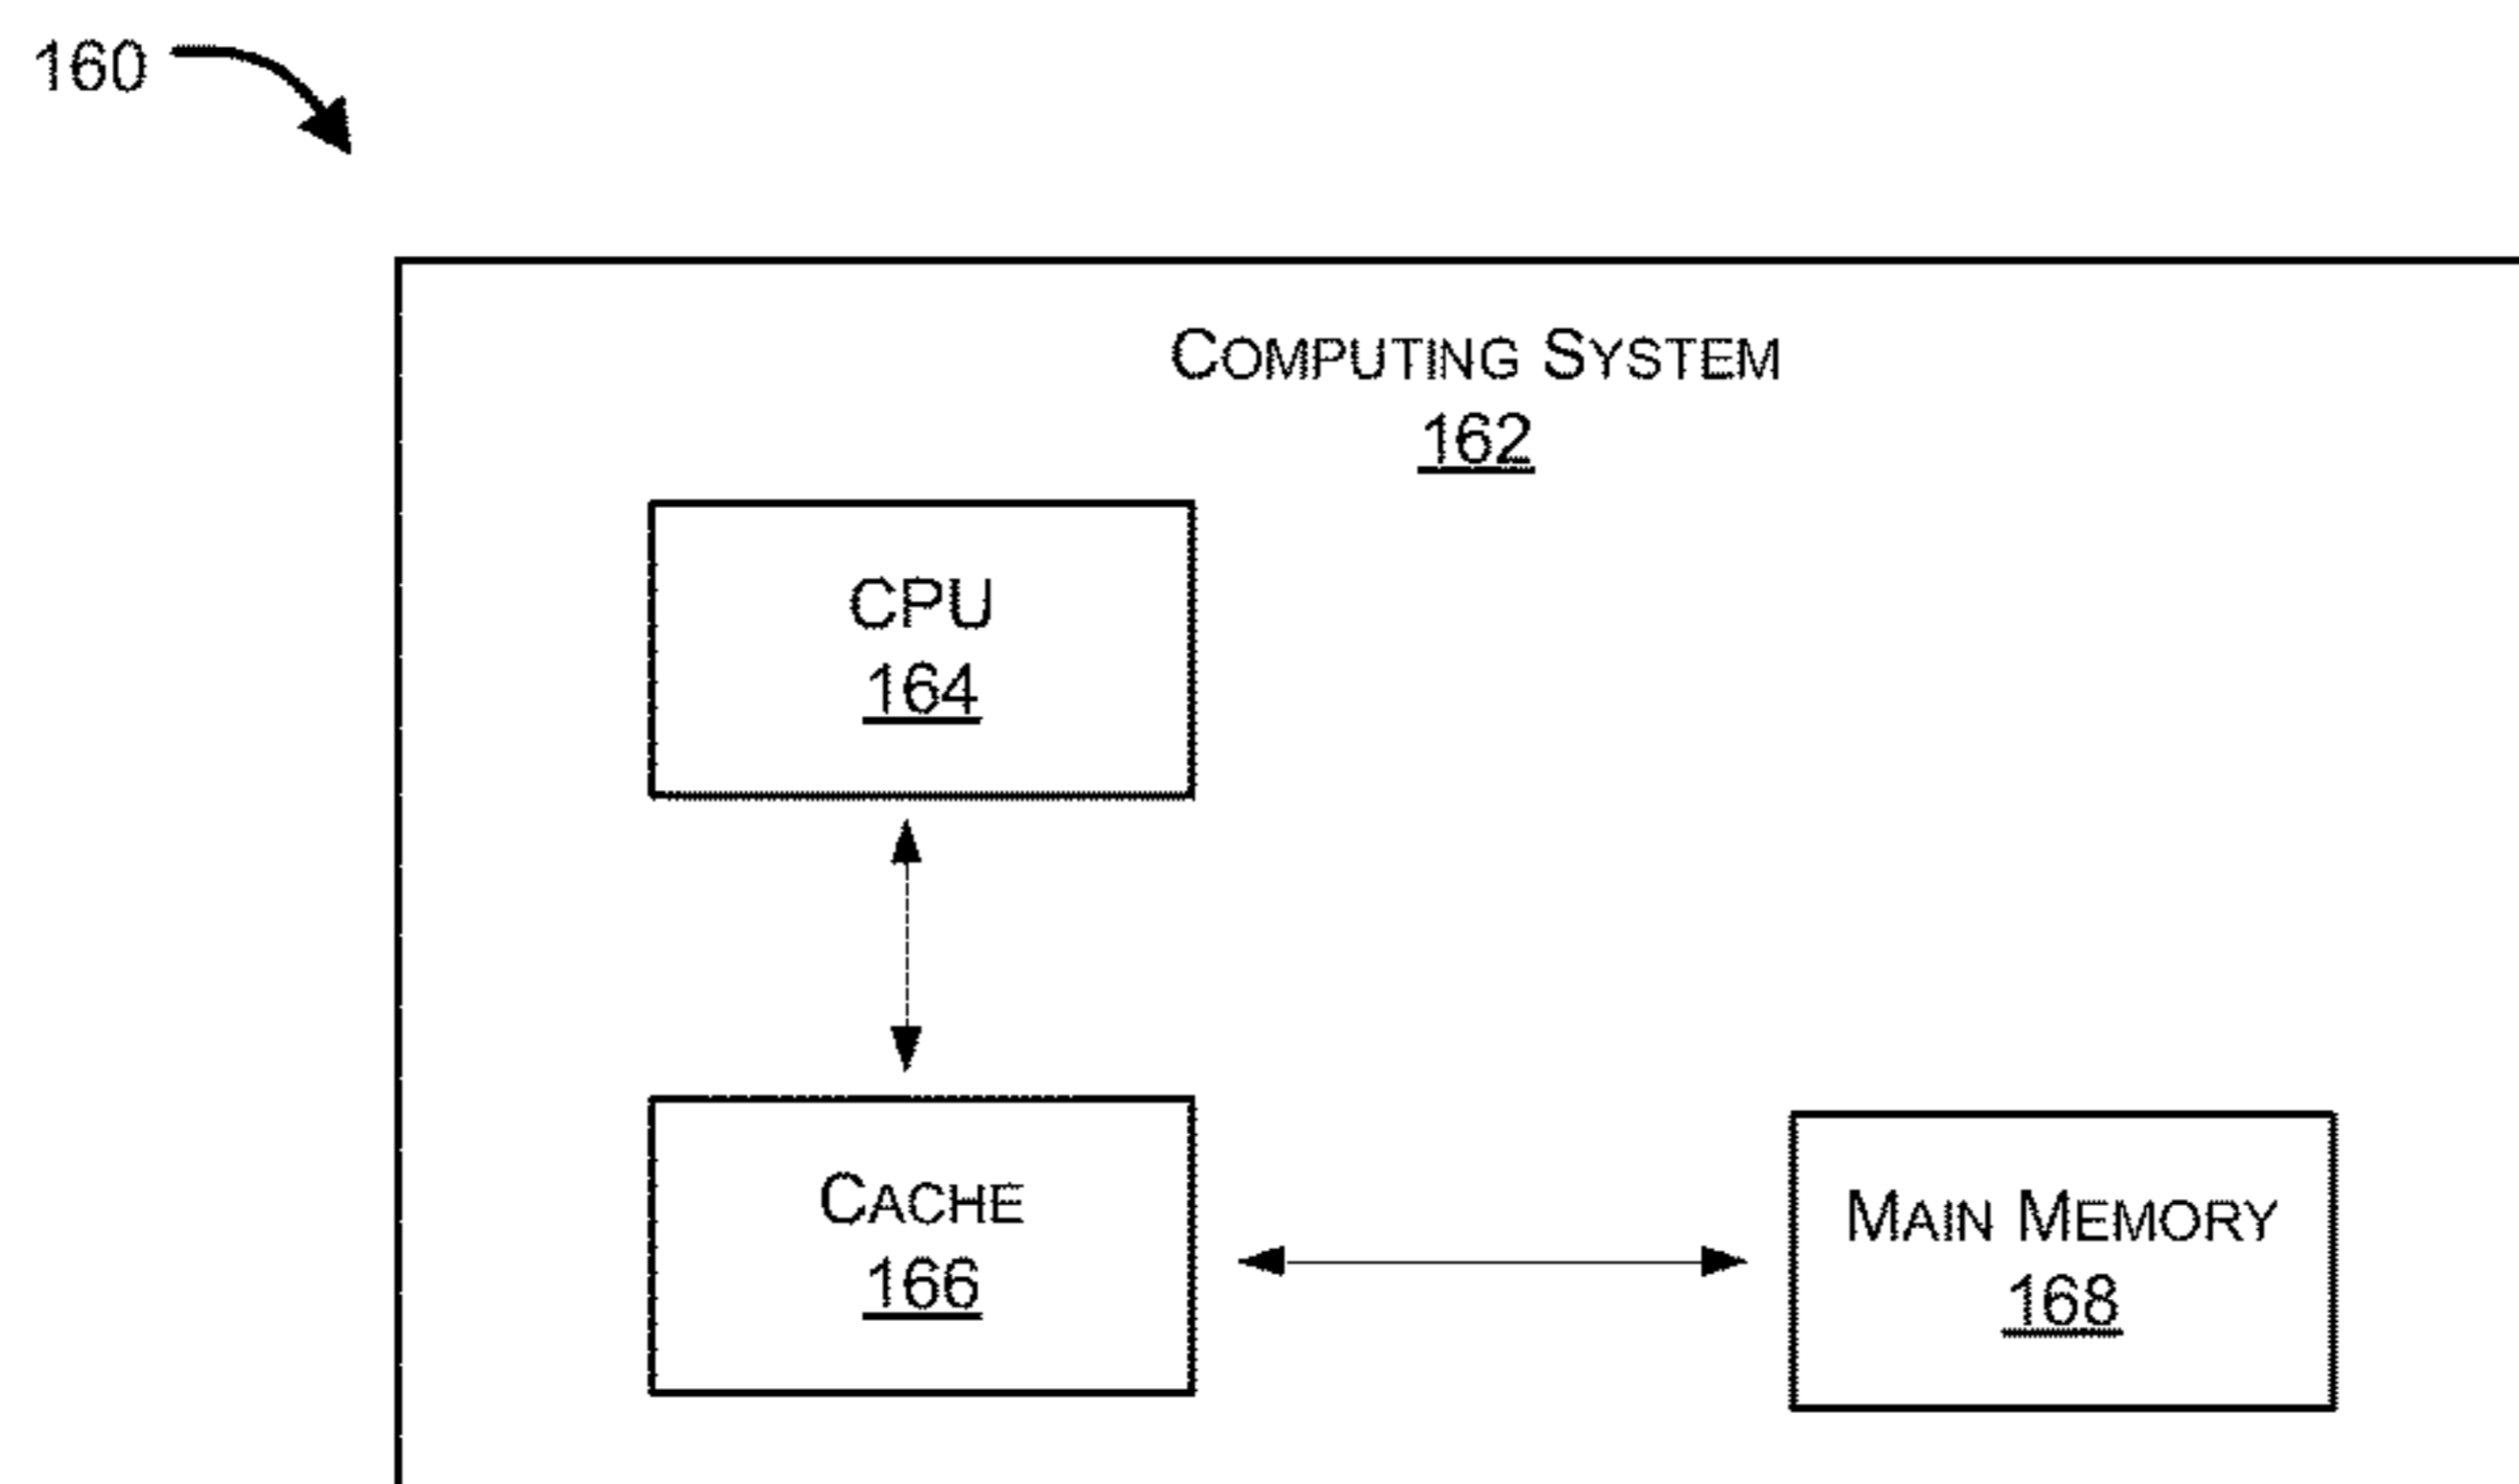 160
COMPUTING SYSTEM
162
CPU
164
CACHE
166
MAIN MEMORY
168